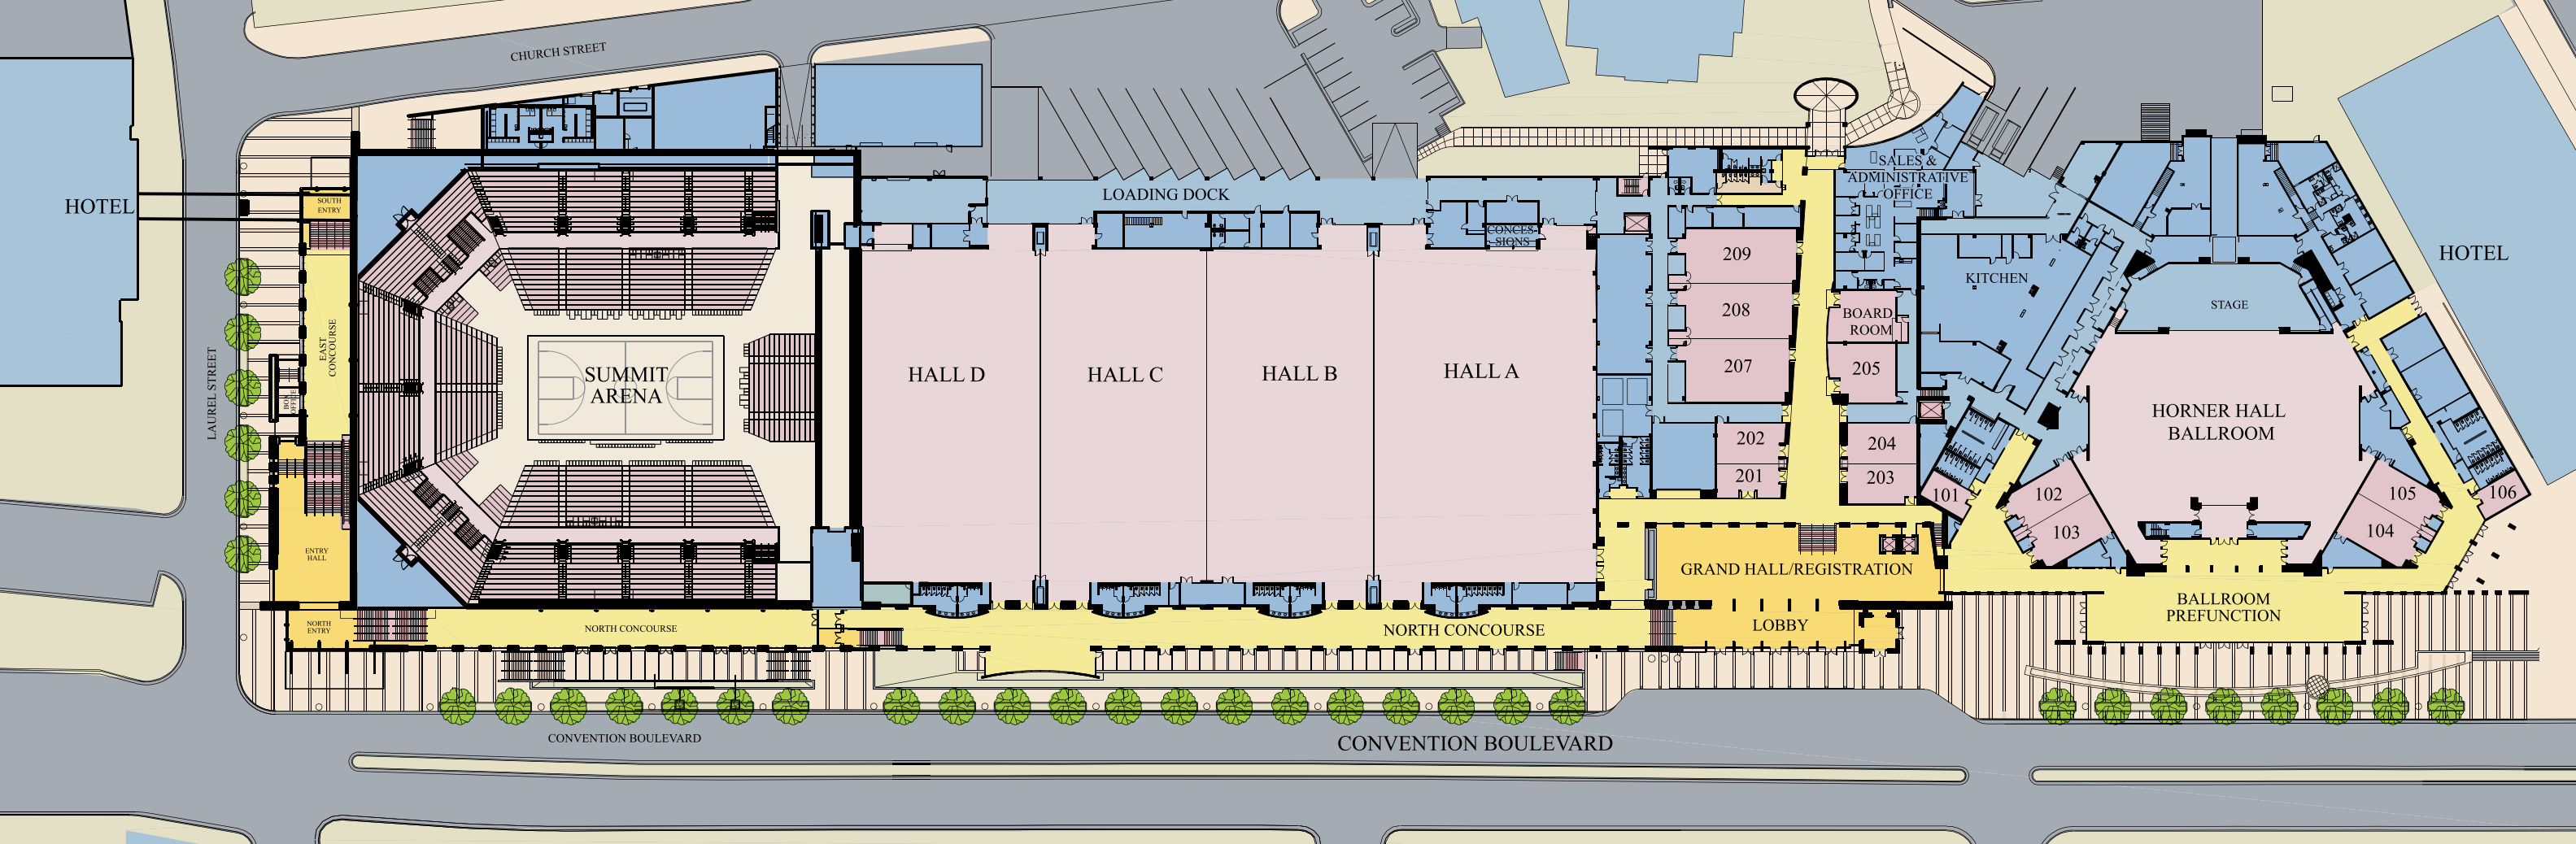 CHURCH STREET
HOTEL
SOUTH
ENTRY
LOADING DOCK
CONCES-
SIONS
SALES &
ADMINISTRATIVE
OFFICE
HOTEL
209
208
207
BOARD
ROOM
205
KITCHEN
STAGE
EAST
CONCOURSE
LAUREL STREET
BOX
OFFICE
SUMMIT
ARENA
HALL D
HALL C
HALL B
HALL A
202
201
204
203
HORNER HALL
BALLROOM
101
102
103
105
104
106
ENTRY
HALL
GRAND HALL/REGISTRATION
NORTH
ENTRY
NORTH CONCOURSE
NORTH CONCOURSE
LOBBY
BALLROOM
PREFUNCTION
CONVENTION BOULEVARD
CONVENTION BOULEVARD